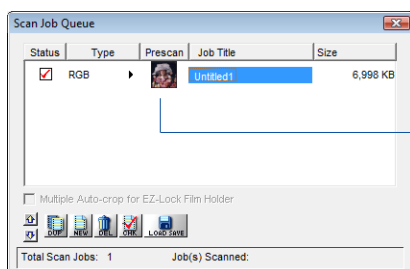 Scan Job Queue
Status Type Prescan Job Title Size
RGB Untitled1 6,998 KB
Multiple Auto-crop for EZ-Lock Film Holder
DUP NEW DEL CHK LOAD SAVE
Total Scan Jobs: 1 Job(s) Scanned: